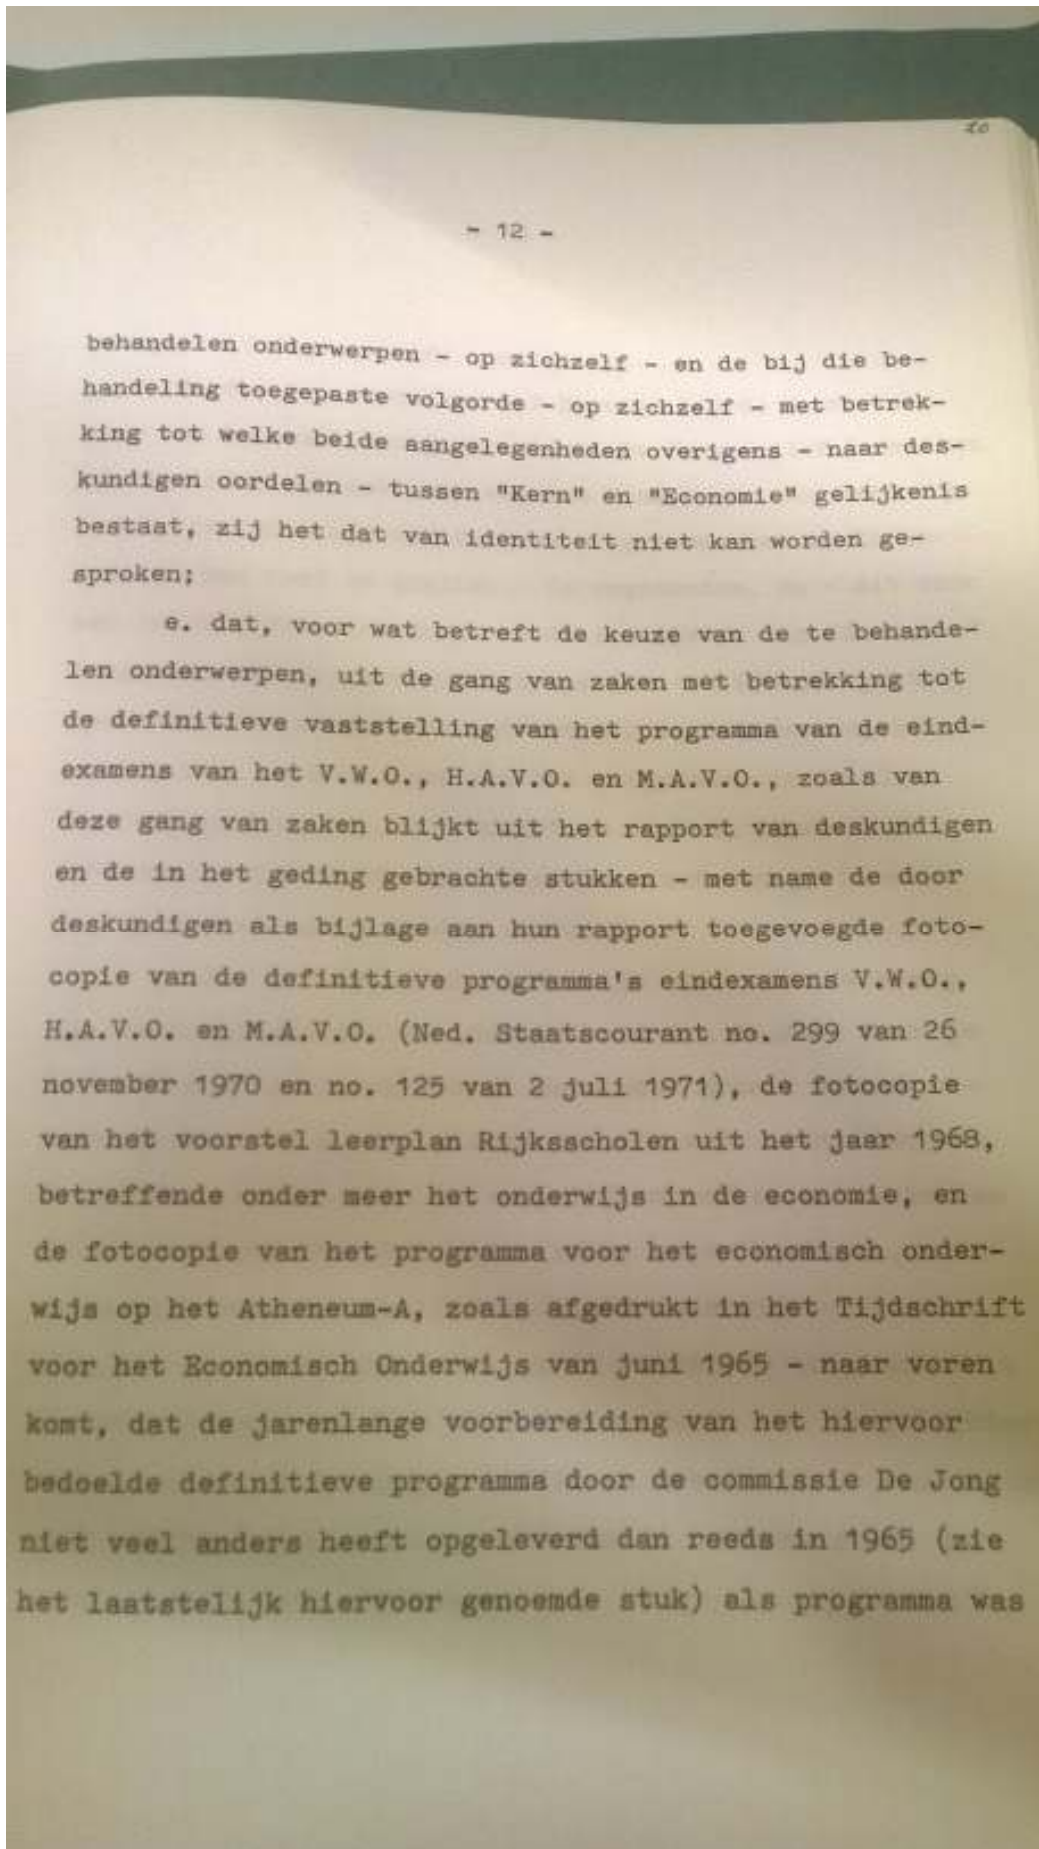 20
- 12 -
behandelen onderwerpen - op zichzelf - en de bij die be-
handeling toegepaste volgorde - op zichzelf - met betrek-
king tot welke beide aangelegenheden overigens - naar des-
kundigen oordelen - tussen "Kern" en "Economie" gelijkenis
bestaat, zij het dat van identiteit niet kan worden ge-
sproken;
e. dat, voor wat betreft de keuze van de te behande-
len onderwerpen, uit de gang van zaken met betrekking tot
de definitieve vaststelling van het programma van de eind-
examens van het V.W.O., H.A.V.O. en M.A.V.O., zoals van
deze gang van zaken blijkt uit het rapport van deskundigen
en de in het geding gebrachte stukken - met name de door
deskundigen als bijlage aan hun rapport toegevoegde foto-
copie van de definitieve programma's eindexamens V.W.O.,
H.A.V.O. en M.A.V.O. (Ned. Staatscourant no. 299 van 26
november 1970 en no. 125 van 2 juli 1971), de fotocopie
van het voorstel leerplan Rijksscholen uit het jaar 1968,
betreffende onder meer het onderwijs in de economie, en
de fotocopie van het programma voor het economisch onder-
wijs op het Atheneum-A, zoals afgedrukt in het Tijdschrift
voor het Economisch Onderwijs van juni 1965 - naar voren
komt, dat de jarenlange voorbereiding van het hiervoor
bedoelde definitieve programma door de commissie De Jong
niet veel anders heeft opgeleverd dan reeds in 1965 (zie
het laatstelijk hiervoor genoemde stuk) als programma was